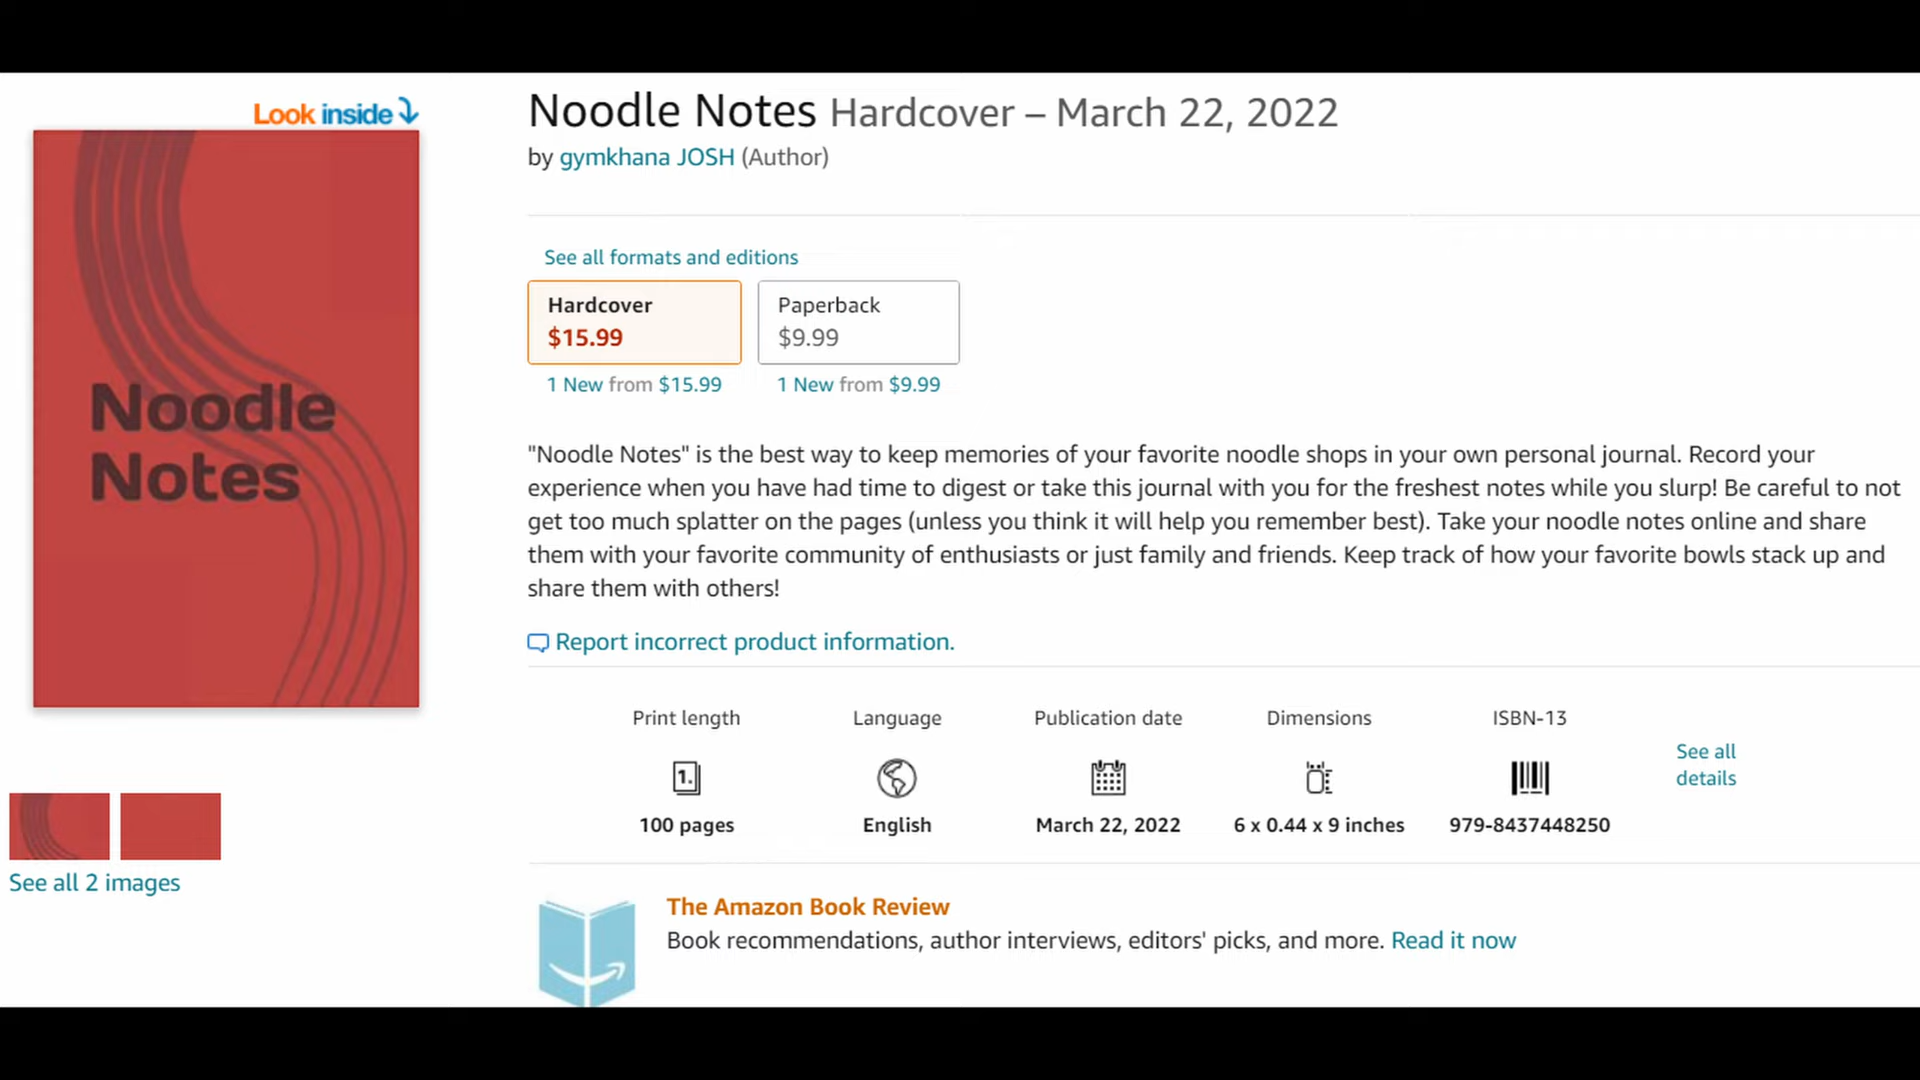 Look inside
Noodle
Notes
See all 2 images
Noodle Notes Hardcover – March 22, 2022
by gymkhana JOSH (Author)
See all formats and editions
Hardcover
$15.99
1 New from $15.99
Paperback
$9.99
1 New from $9.99
"Noodle Notes" is the best way to keep memories of your favorite noodle shops in your own personal journal. Record your
experience when you have had time to digest or take this journal with you for the freshest notes while you slurp! Be careful to not
get too much splatter on the pages (unless you think it will help you remember best). Take your noodle notes online and share
them with your favorite community of enthusiasts or just family and friends. Keep track of how your favorite bowls stack up and
share them with others!
Report incorrect product information.
Print length
1.
100 pages
Language
English
Publication date
March 22, 2022
Dimensions
6 x 0.44 x 9 inches
ISBN-13
979-8437448250
See all
details
The Amazon Book Review
Book recommendations, author interviews, editors' picks, and more. Read it now